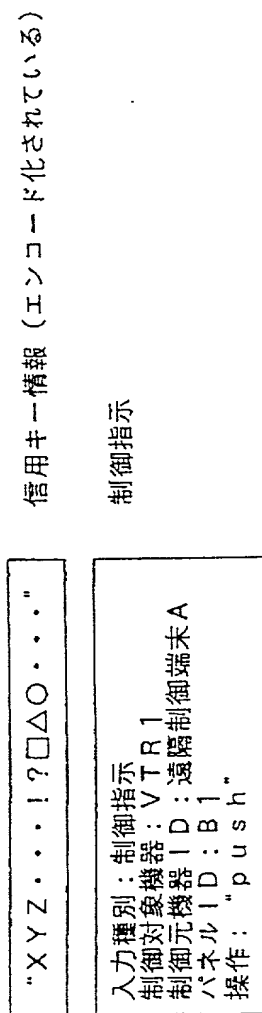 "XYZ・・・!?□△○・・・"
信用キー情報(エンコード化されている)
入力種別:制御指示
制御対象機器:VTR1
制御元機器ID:遠隔制御端末A
パネルID:B1
操作:"push"
制御指示